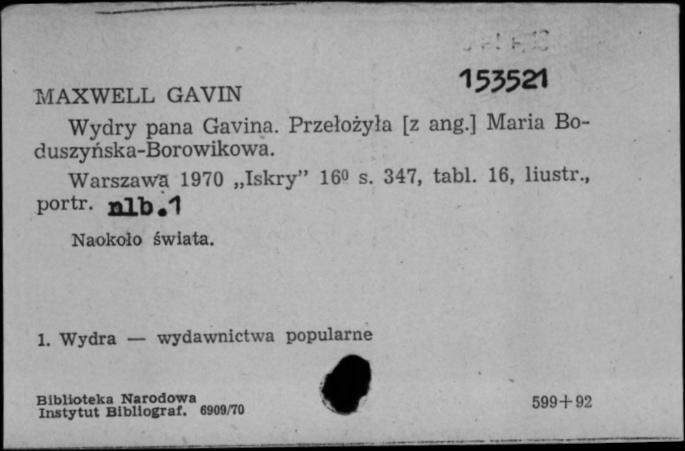 153521
MAXWELL GAVIN
Wydry pana Gavina. Przełożyła [z ang.] Maria Bo-
duszyńska-Borowikowa.
Warszawa 1970 „Iskry” 16⁰ s. 347, tabl. 16, liustr.,
portr. nlb.1
Naokoło świata.
1. Wydra — wydawnictwa popularne
Biblioteka Narodowa
Instytut Bibliograf. 6909/70
599+92